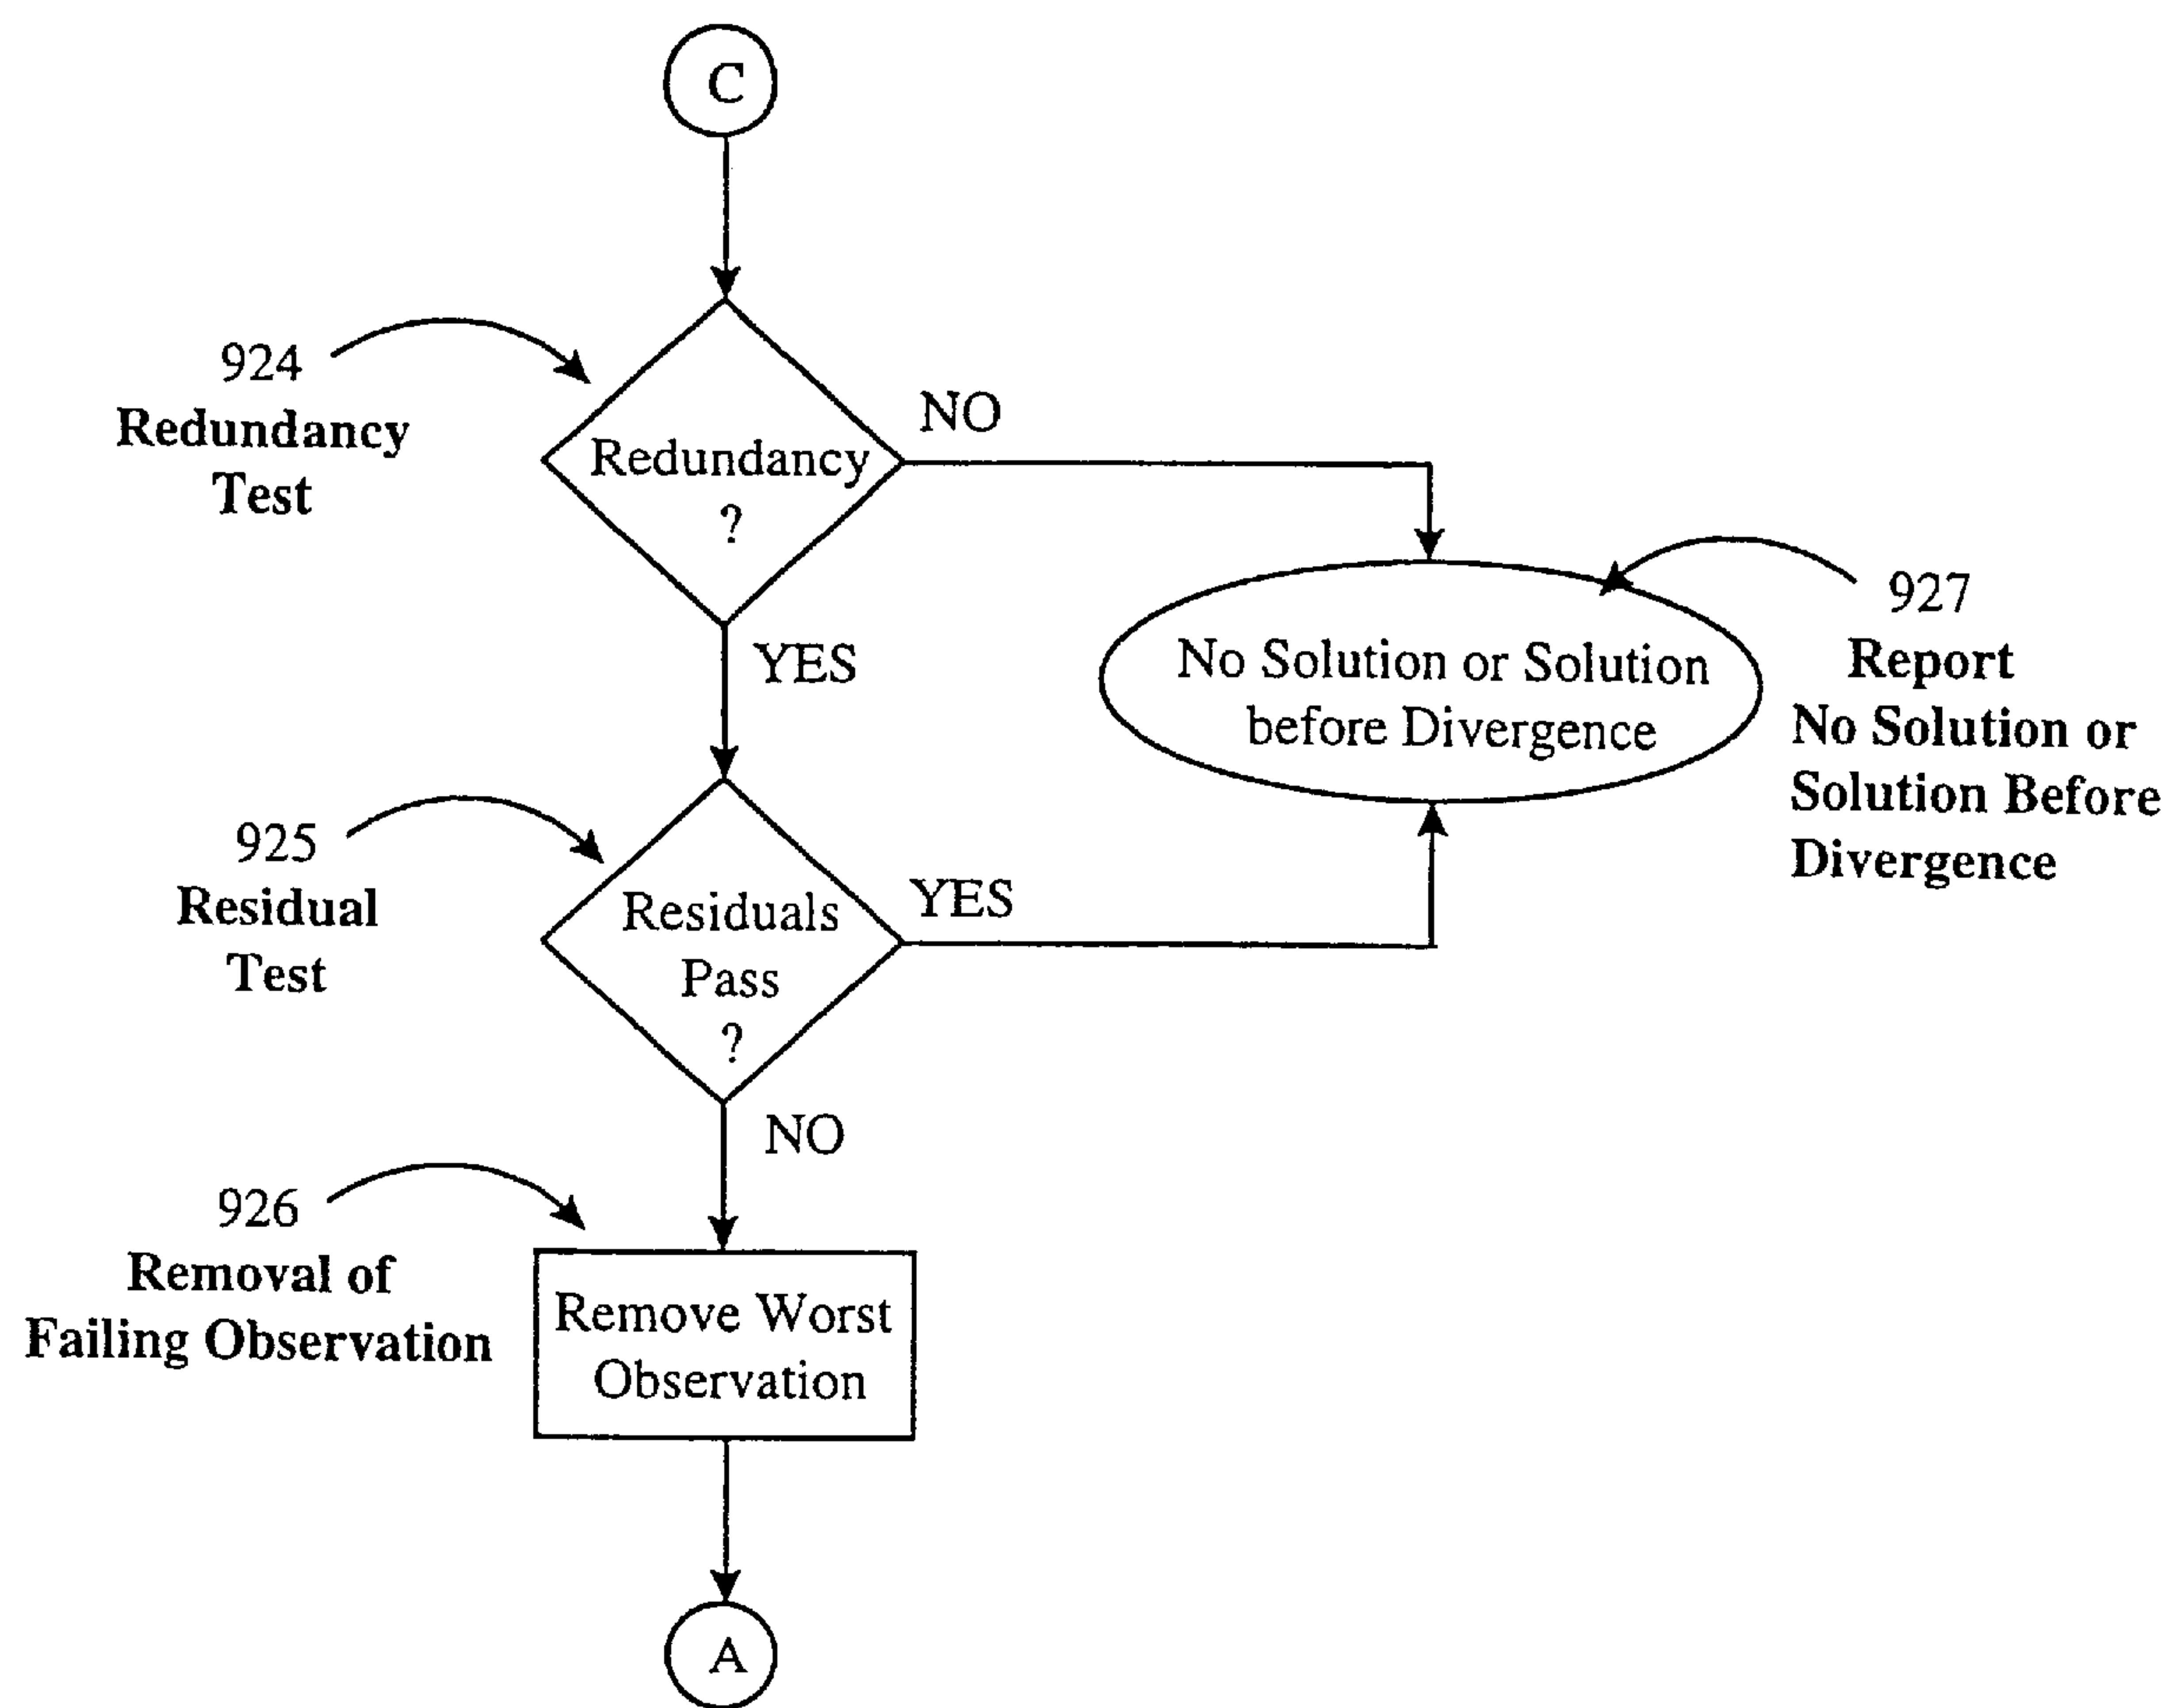 C
924
Redundancy
Test
Redundancy
?
NO
YES
No Solution or Solution
before Divergence
927
Report
No Solution or
Solution Before
Divergence
925
Residual
Test
Residuals
Pass
?
YES
NO
926
Removal of
Failing Observation
Remove Worst
Observation
A